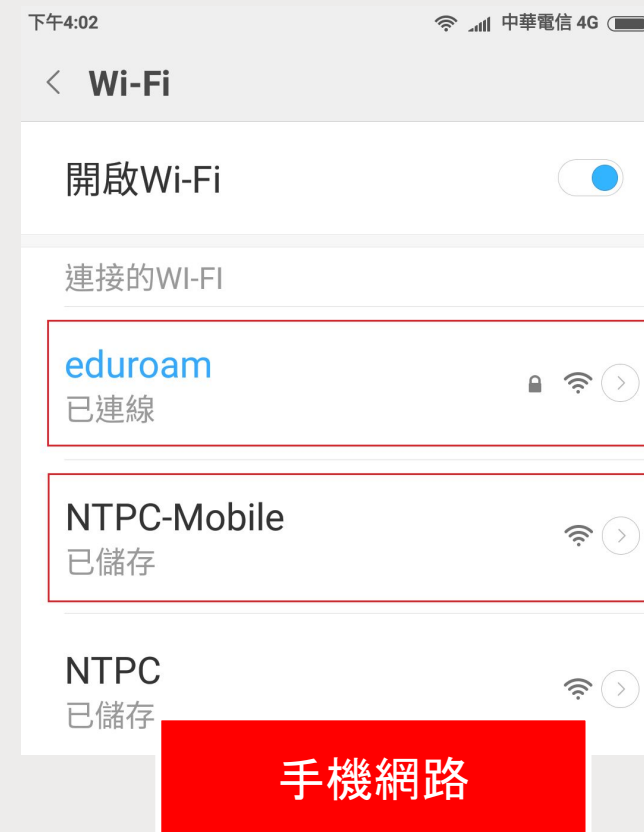 下午4:02 中華電信 4G
Wi-Fi
開啟Wi-Fi
連接的WI-FI
eduroam
已連線
NTPC-Mobile
已儲存
NTPC
已儲存
手機網路